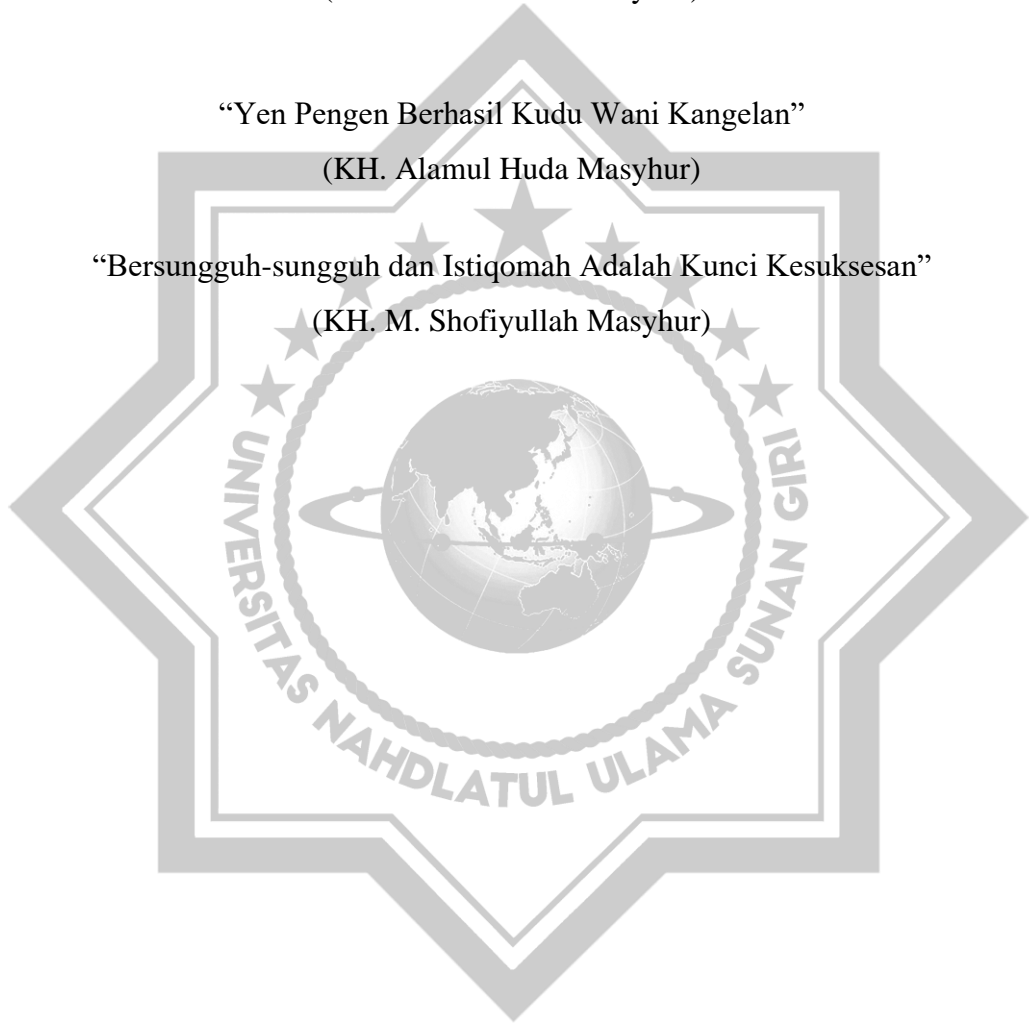 “Yen Pengen Berhasil Kudu Wani Kangelan”
(KH. Alamul Huda Masyhur)
“Bersungguh-sungguh dan Istiqomah Adalah Kunci Kesuksesan”
(KH. M. Shofiyullah Masyhur)
UNIVERSITAS NAHDLATUL ULAMA SUNAN GIRI